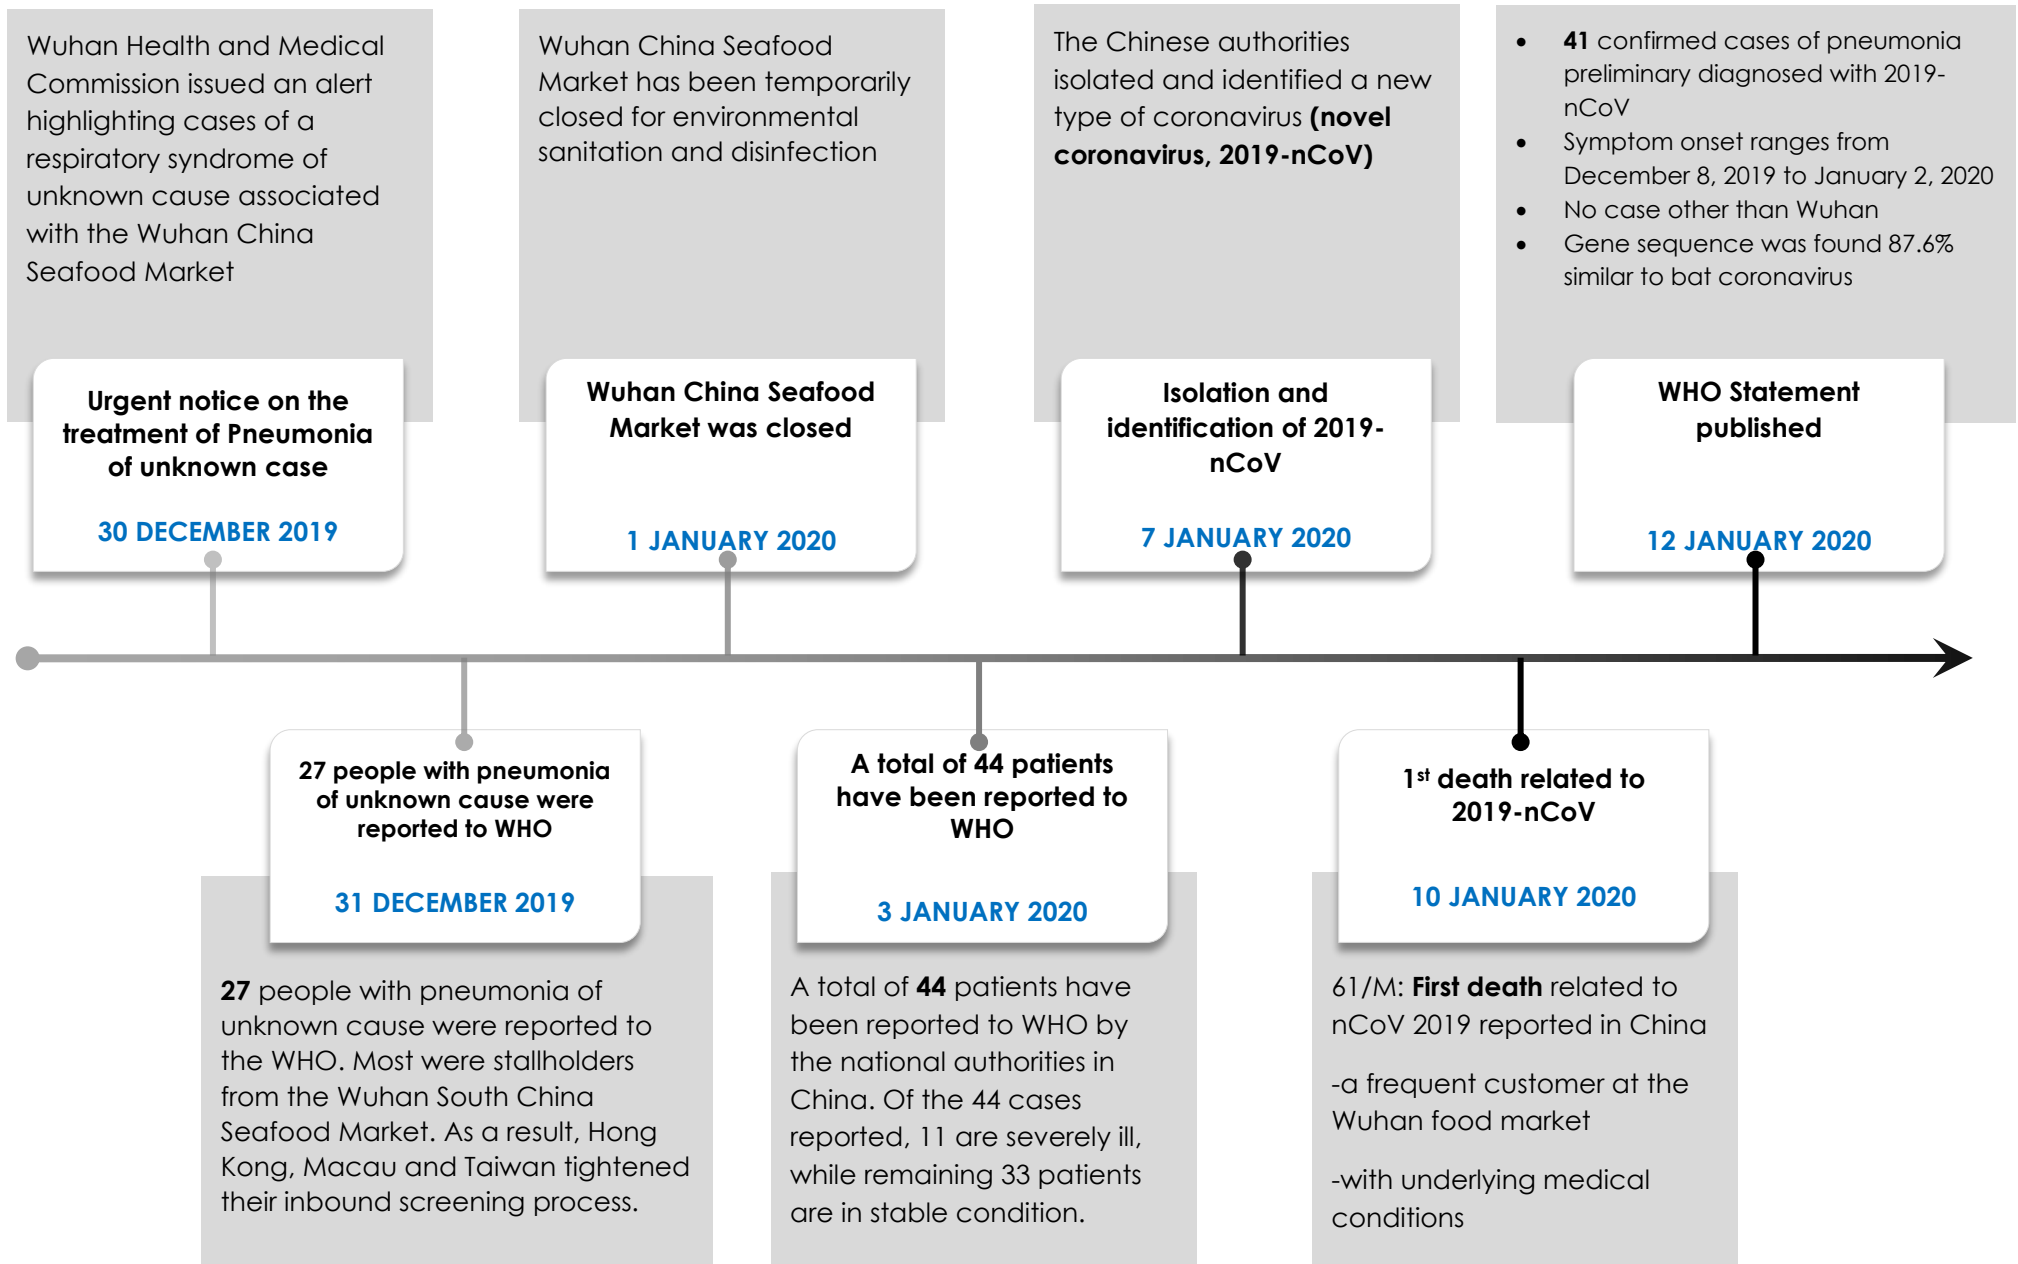 Wuhan Health and Medical
Commission issued an alert
highlighting cases of a
respiratory syndrome of
unknown cause associated
with the Wuhan China
Seafood Market
Urgent notice on the
treatment of Pneumonia
of unknown case
30 DECEMBER 2019
Wuhan China Seafood
Market has been temporarily
closed for environmental
sanitation and disinfection
Wuhan China Seafood
Market was closed
1 JANUARY 2020
The Chinese authorities
isolated and identified a new
type of coronavirus (novel
coronavirus, 2019-nCoV)
Isolation and
identification of 2019-
nCoV
7 JANUARY 2020
• 41 confirmed cases of pneumonia
preliminary diagnosed with 2019-
nCoV
• Symptom onset ranges from
December 8, 2019 to January 2, 2020
• No case other than Wuhan
• Gene sequence was found 87.6%
similar to bat coronavirus
WHO Statement
published
12 JANUARY 2020
27 people with pneumonia
of unknown cause were
reported to WHO
31 DECEMBER 2019
27 people with pneumonia of
unknown cause were reported to
the WHO. Most were stallholders
from the Wuhan South China
Seafood Market. As a result, Hong
Kong, Macau and Taiwan tightened
their inbound screening process.
A total of 44 patients
have been reported to
WHO
3 JANUARY 2020
A total of 44 patients have
been reported to WHO by
the national authorities in
China. Of the 44 cases
reported, 11 are severely ill,
while remaining 33 patients
are in stable condition.
1st death related to
2019-nCoV
10 JANUARY 2020
61/M: First death related to
nCoV 2019 reported in China
-a frequent customer at the
Wuhan food market
-with underlying medical
conditions